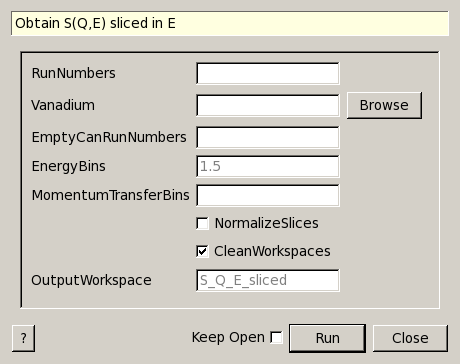 Obtain S(Q,E) sliced in E
RunNumbers
Vanadium Browse
EmptyCanRunNumbers
EnergyBins 1.5
MomentumTransferBins
NormalizeSlices
CleanWorkspaces
OutputWorkspace S_Q_E_sliced
? Keep Open Run Close